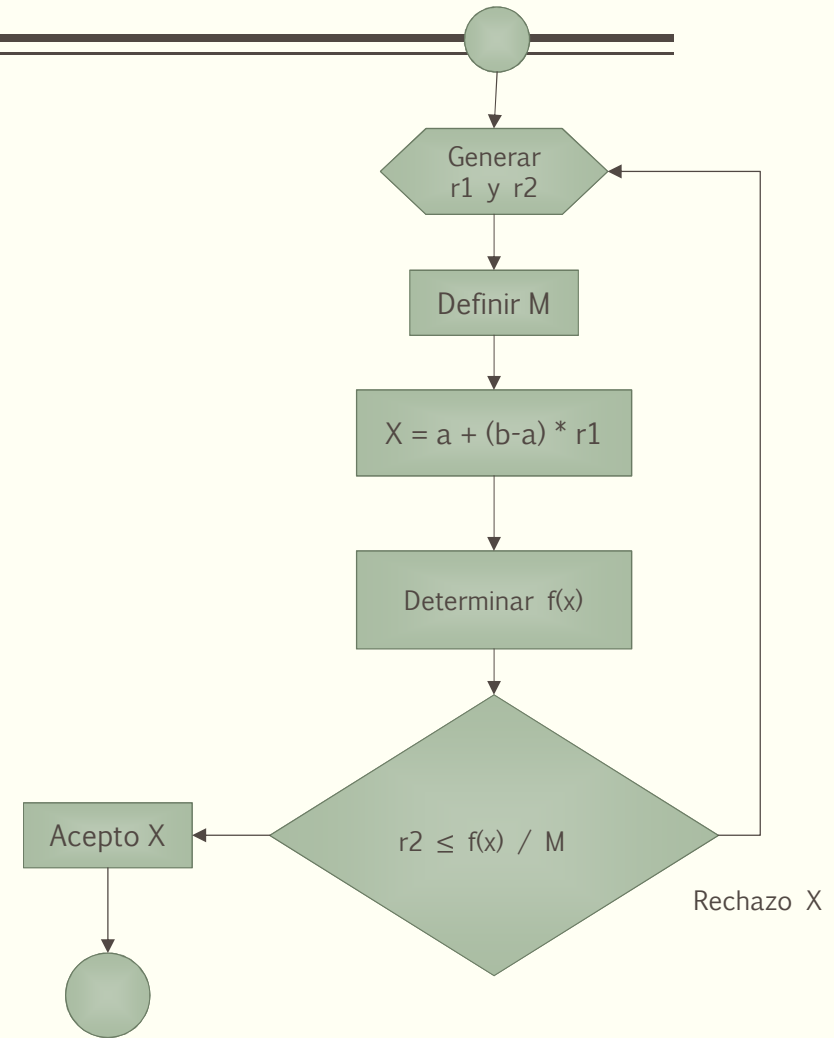 Generar
r1 y r2
Definir M
X = a + (b-a) * r1
Determinar f(x)
r2 ≤ f(x) / M
Acepto X
Rechazo X